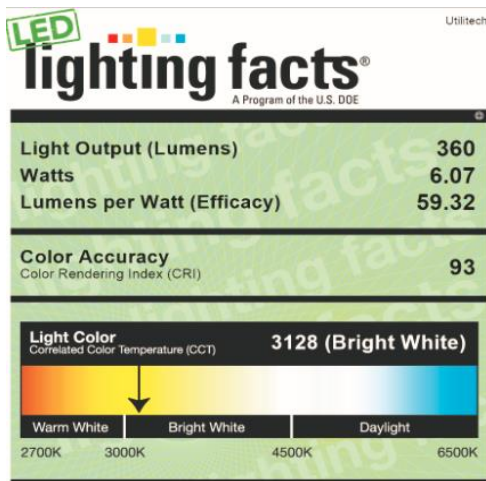 Utilitech
LED
lighting facts®
A Program of the U.S. DOE
Light Output (Lumens) 360
Watts 6.07
Lumens per Watt (Efficacy) 59.32
Color Accuracy
Color Rendering Index (CRI) 93
Light Color
Correlated Color Temperature (CCT) 3128 (Bright White)
Warm White Bright White Daylight
2700K 3000K 4500K 6500K